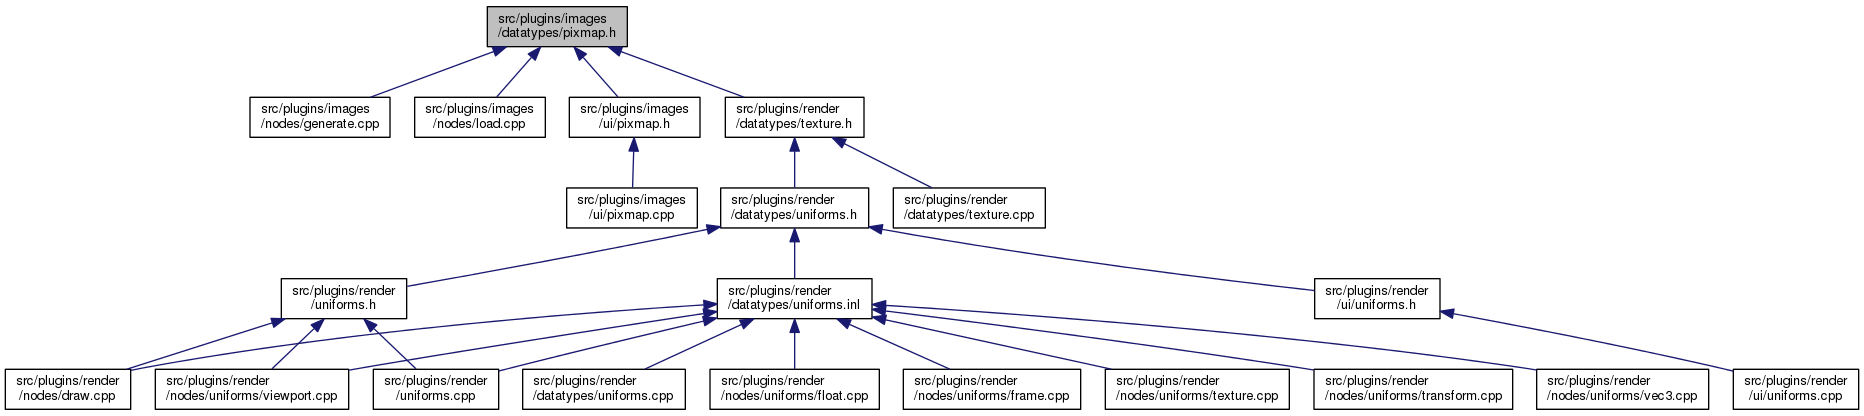 src/plugins/images
/datatypes/pixmap.h
src/plugins/images
/nodes/generate.cpp
src/plugins/images
/nodes/load.cpp
src/plugins/images
/ui/pixmap.h
src/plugins/render
/datatypes/texture.h
src/plugins/images
/ui/pixmap.cpp
src/plugins/render
/datatypes/uniforms.h
src/plugins/render
/datatypes/texture.cpp
src/plugins/render
/uniforms.h
src/plugins/render
/datatypes/uniforms.inl
src/plugins/render
/ui/uniforms.h
src/plugins/render
/nodes/draw.cpp
src/plugins/render
/nodes/uniforms/viewport.cpp
src/plugins/render
/uniforms.cpp
src/plugins/render
/datatypes/uniforms.cpp
src/plugins/render
/nodes/uniforms/float.cpp
src/plugins/render
/nodes/uniforms/frame.cpp
src/plugins/render
/nodes/uniforms/texture.cpp
src/plugins/render
/nodes/uniforms/transform.cpp
src/plugins/render
/nodes/uniforms/vec3.cpp
src/plugins/render
/ui/uniforms.cpp